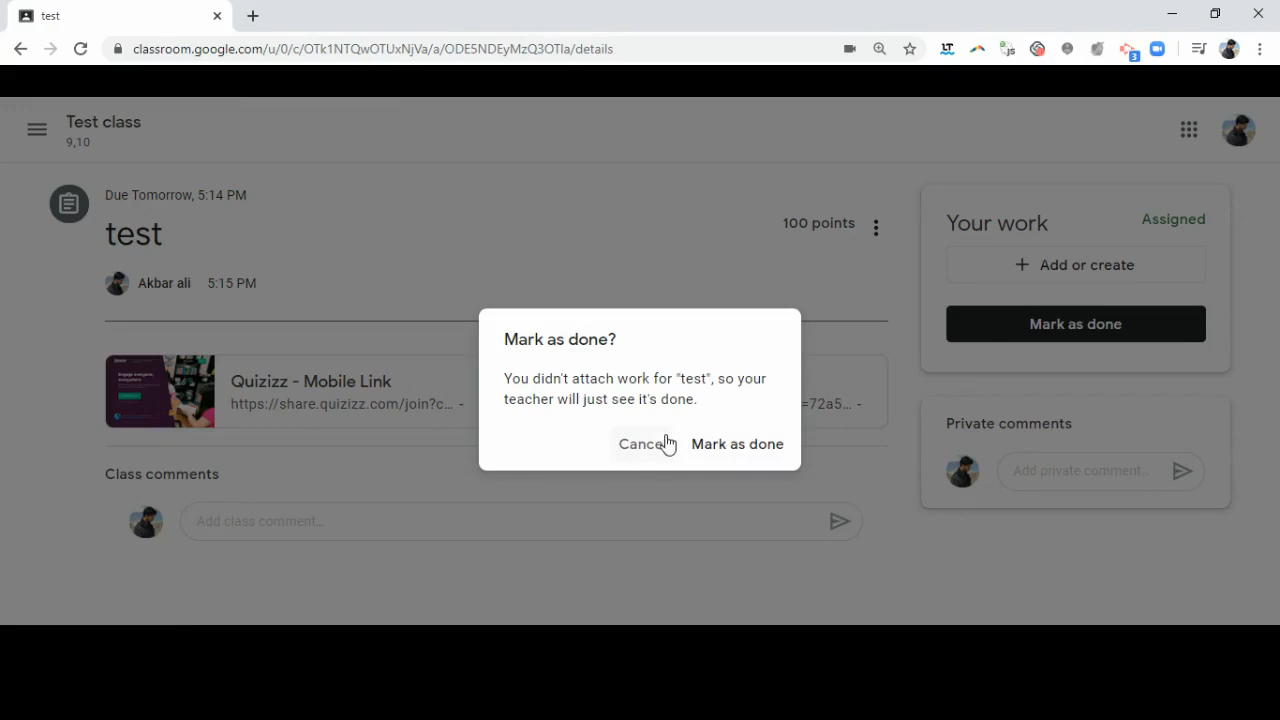 test
classroom.google.com/u/0/c/OTk1NTQwOTUxNjVa/a/ODE5NDEyMzQ3OTIa/details
3
Test class
9,10
Due Tomorrow, 5:14 PM
test
100 points
Akbar ali 5:15 PM
Your work
Assigned
+ Add or create
Mark as done
Mark as done?
You didn't attach work for "test", so your
teacher will just see it's done.
Cancel
Mark as done
Quizizz - Mobile Link
https://share.quizizz.com/join?c... -
=72a5... -
Private comments
Add private comment...
Class comments
Add class comment...